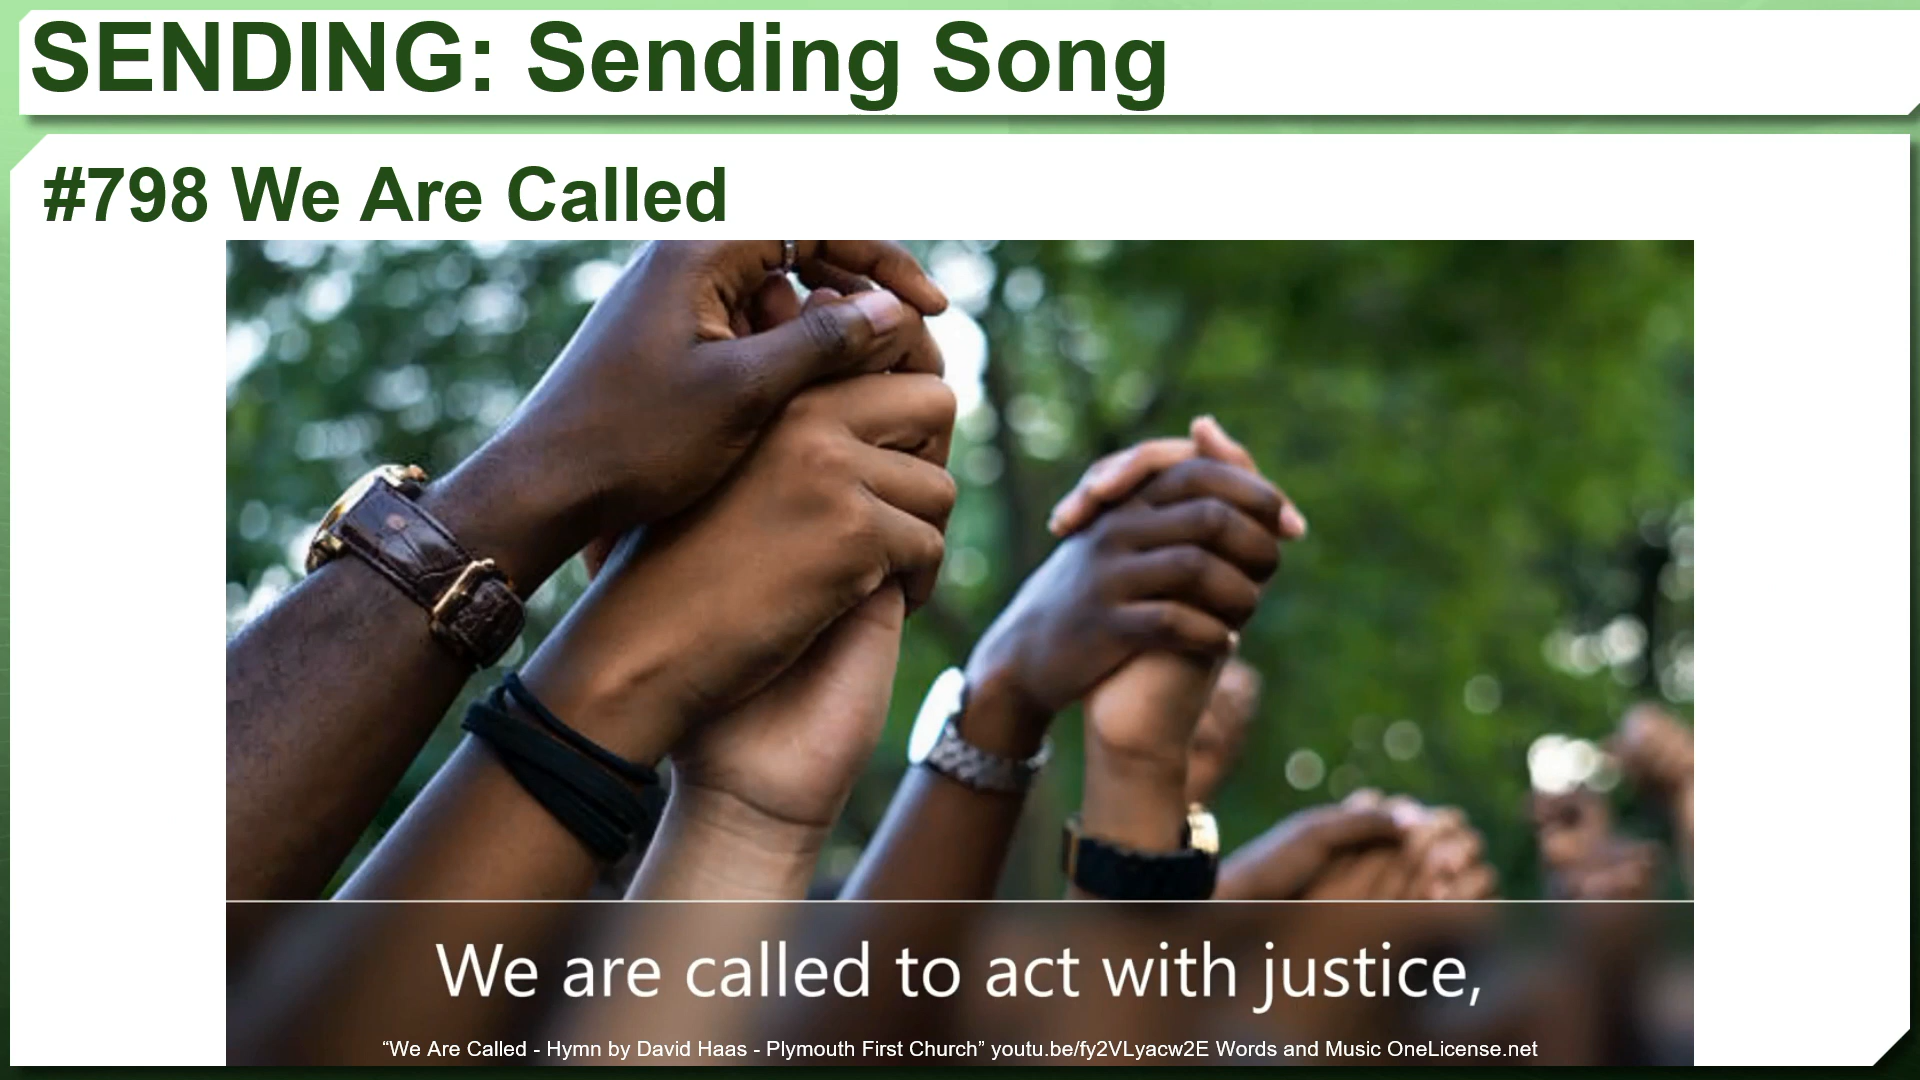 SENDING: Sending Song
#798 We Are Called
We are called to act with justice,
“We Are Called - Hymn by David Haas - Plymouth First Church” youtu.be/fy2VLyacw2E Words and Music OneLicense.net